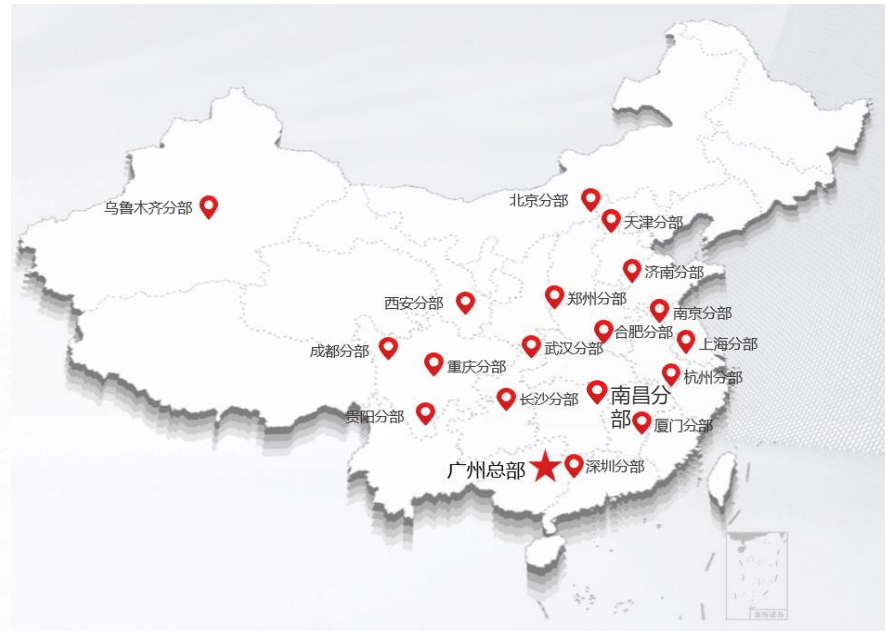 北京分部
乌鲁木齐分部
天津分部
济南分部
西安分部
郑州分部
南京分部
合肥分部
上海分部
成都分部
武汉分部
重庆分部
杭州分部
长沙分部
南昌分
部
贵阳分部
厦门分部
广州总部
深圳分部